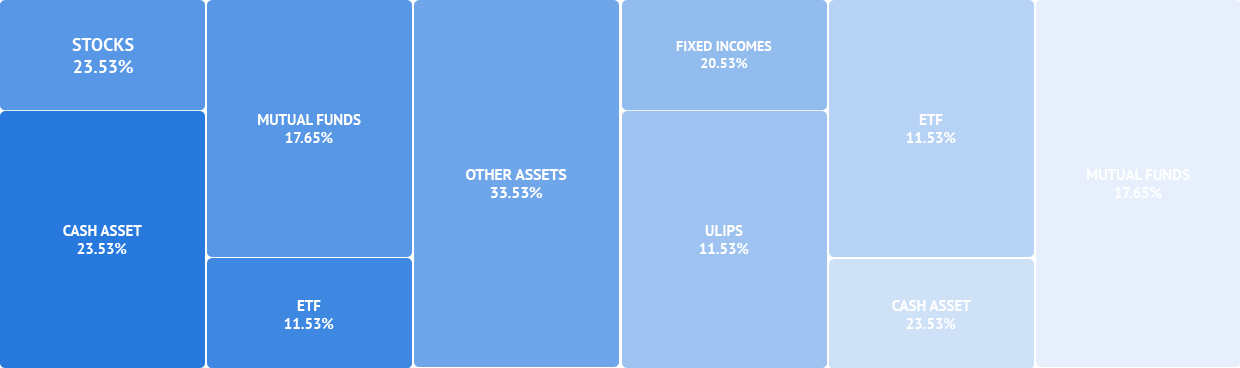 STOCKS
23.53%
CASH ASSET
23.53%
MUTUAL FUNDS
17.65%
ETF
11.53%
OTHER ASSETS
33.53%
FIXED INCOMES
20.53%
ULIPS
11.53%
ETF
11.53%
CASH ASSET
23.53%
MUTUAL FUNDS
17.65%